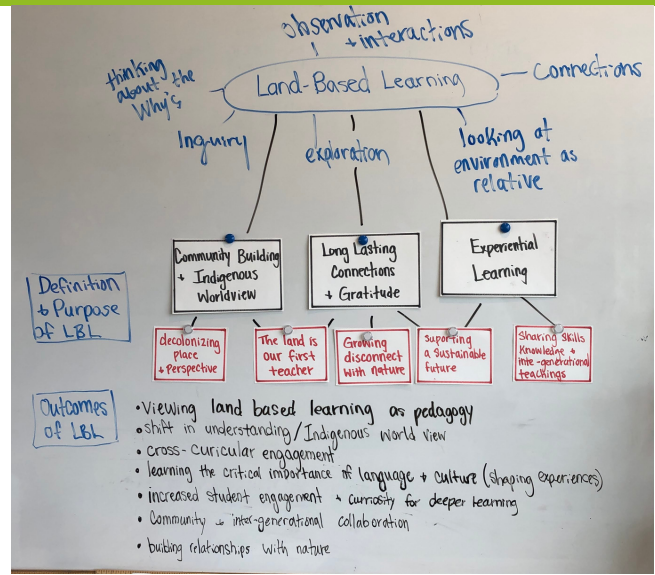 observation
+ interactions
thinking
about the
Why's
Land-Based Learning
Connections
Inquiry
exploration
looking at
environment as
relative
Community Building
+ Indigenous
Worldview
Long Lasting
Connections
+ Gratitude
Experiential
Learning
Definition
+ Purpose
of LBL
decolonizing
place
+ Perspective
The land is
our first
teacher
Growing
disconnect
with nature
suporting
a Sustainable
future
Sharing Skills
Knowledge +
inte-generational
teachings
Outcomes
of LBL
• Viewing land based learning as pedagogy
• shift in understanding/Indigenous World view
• cross-curicular engagement
• learning the critical importance of language + culture (shaping experiences)
• increased student engagement + curriosity for deeper learning
• Community + inter-generational collaboration
• building relationships with nature